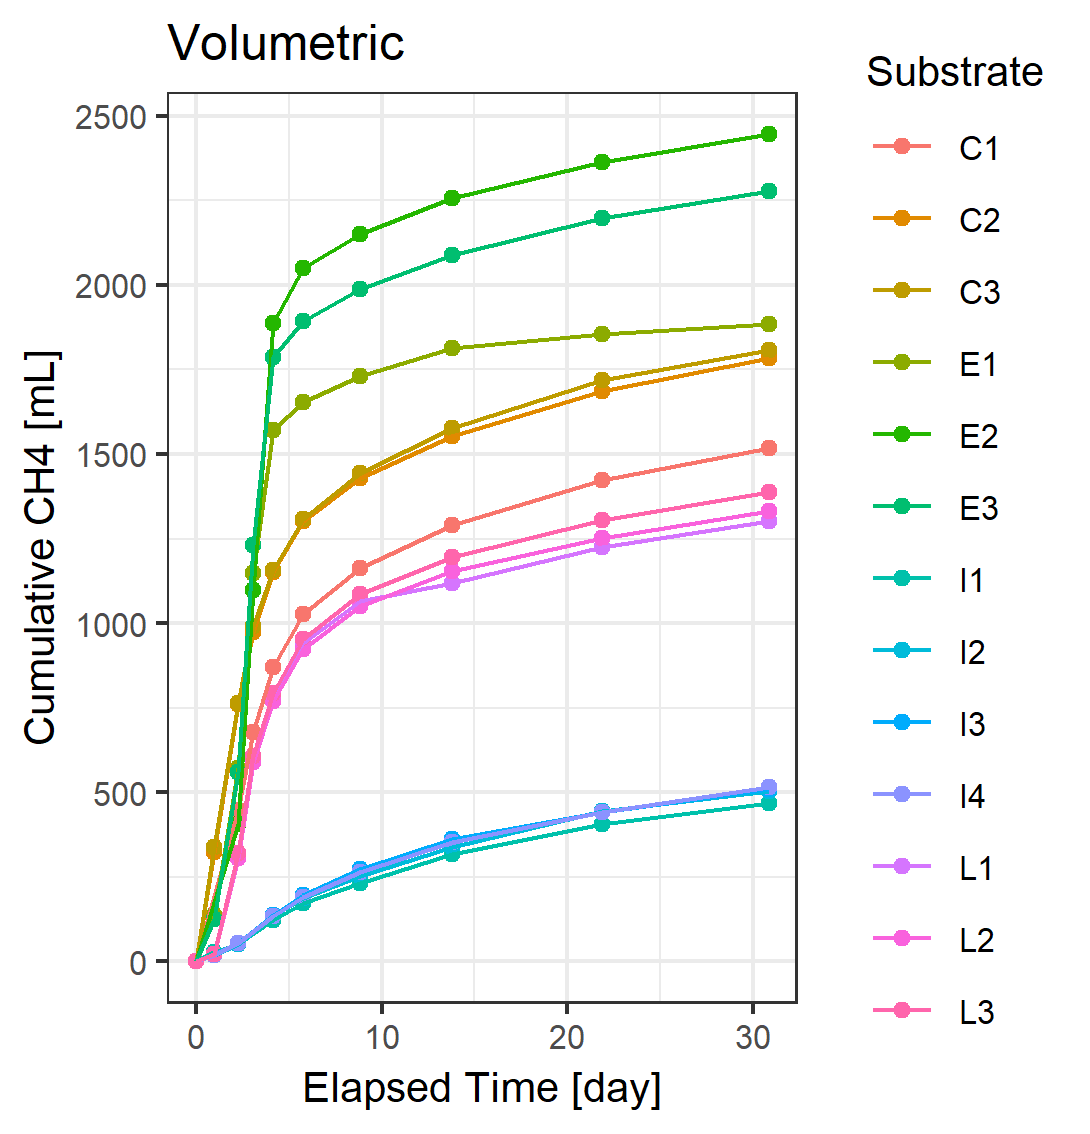 Volumetric
Cumulative CH4 [mL]
2500
2000
1500
1000
500
0
0 10 20 30
Elapsed Time [day]
Substrate
C1
C2
C3
E1
E2
E3
I1
I2
I3
I4
L1
L2
L3